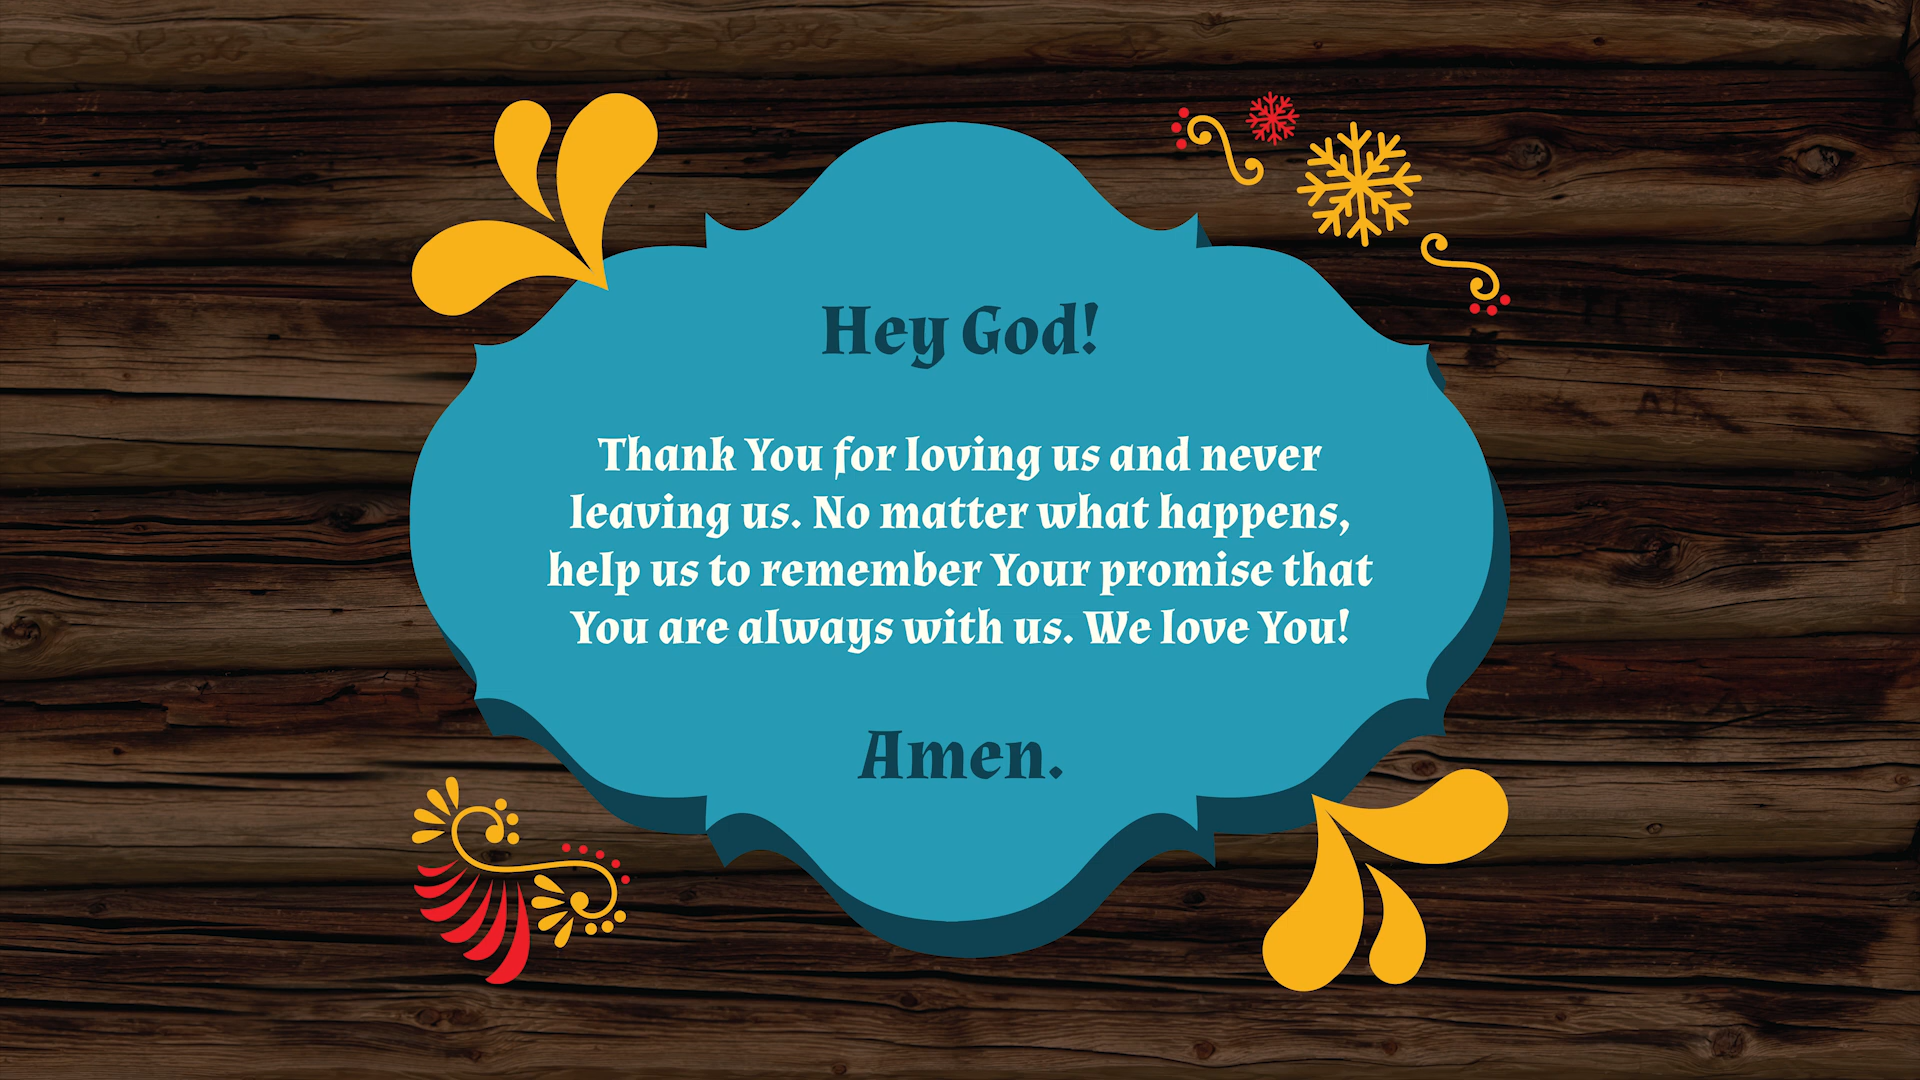 Hey God!
Thank You for loving us and never
leaving us. No matter what happens,
help us to remember Your promise that
You are always with us. We love You!
Amen.